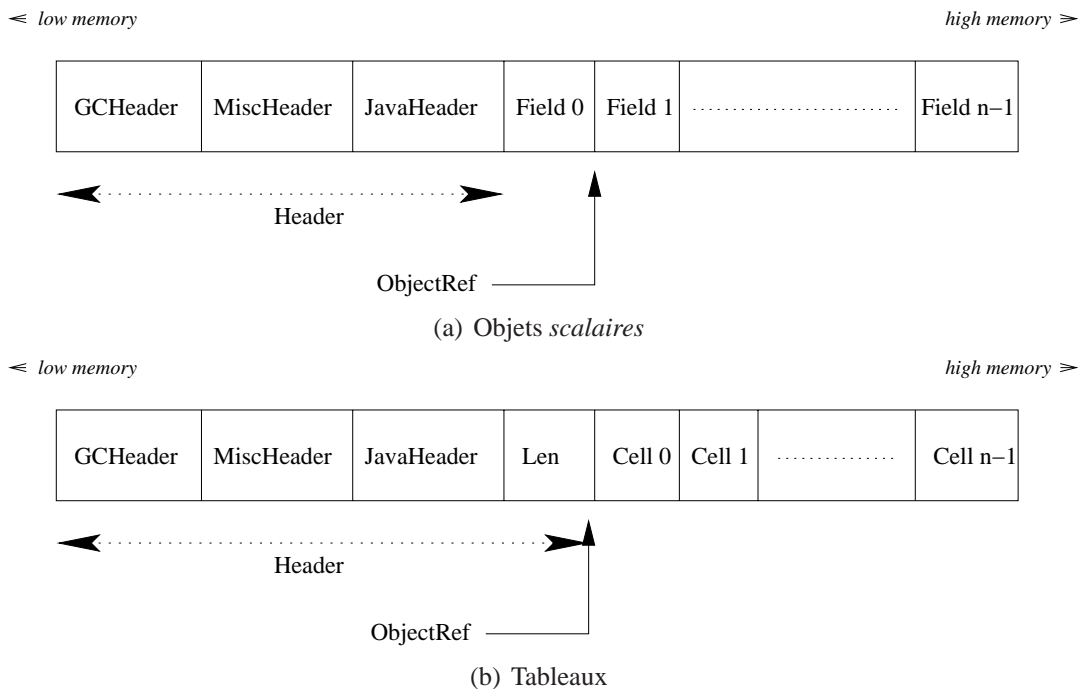 low memory high memory
GCHeader MiscHeader JavaHeader Field 0 Field 1 Field n−1
Header
ObjectRef
(a) Objets scalaires
low memory high memory
GCHeader MiscHeader JavaHeader Len Cell 0 Cell 1 Cell n−1
Header
ObjectRef
(b) Tableaux